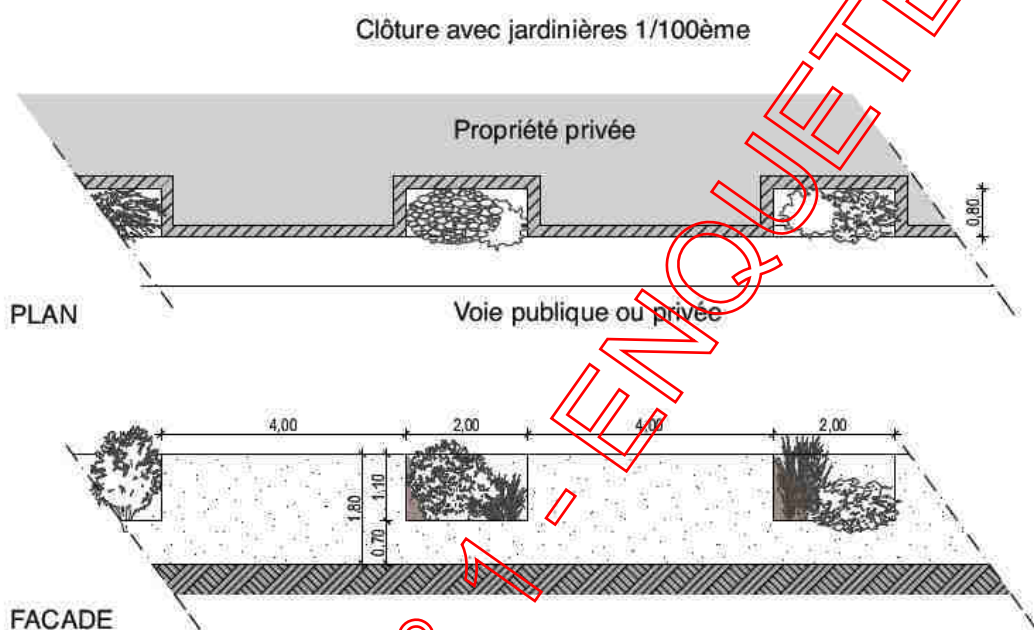 Clôture avec jardinières 1/100ème
Propriété privée
0,80
PLAN
Voie publique ou privée
4,00
2,00
4,00
2,00
1,80
1.10
0.70
FACADE
1 - ENQUETE